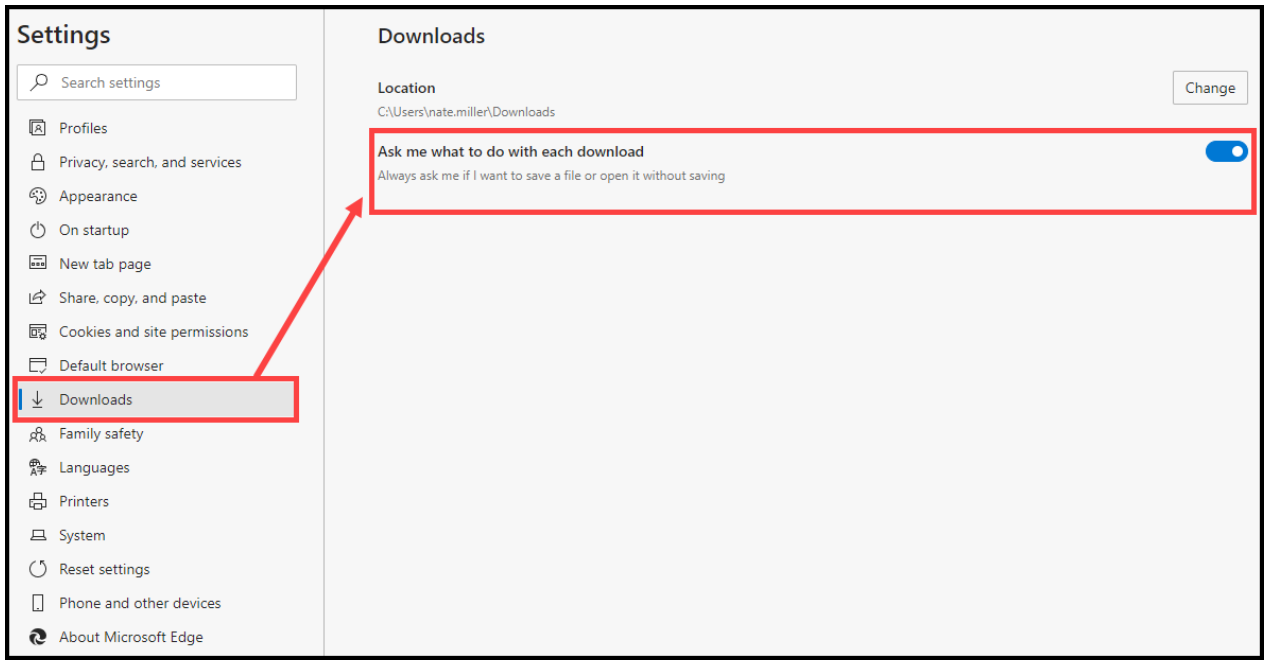 Settings
Search settings
Profiles
Privacy, search, and services
Appearance
On startup
New tab page
Share, copy, and paste
Cookies and site permissions
Default browser
Downloads
Family safety
Languages
Printers
System
Reset settings
Phone and other devices
About Microsoft Edge
Downloads
Location
Change
C:\Users\nate.miller\Downloads
Ask me what to do with each download
Always ask me if I want to save a file or open it without saving